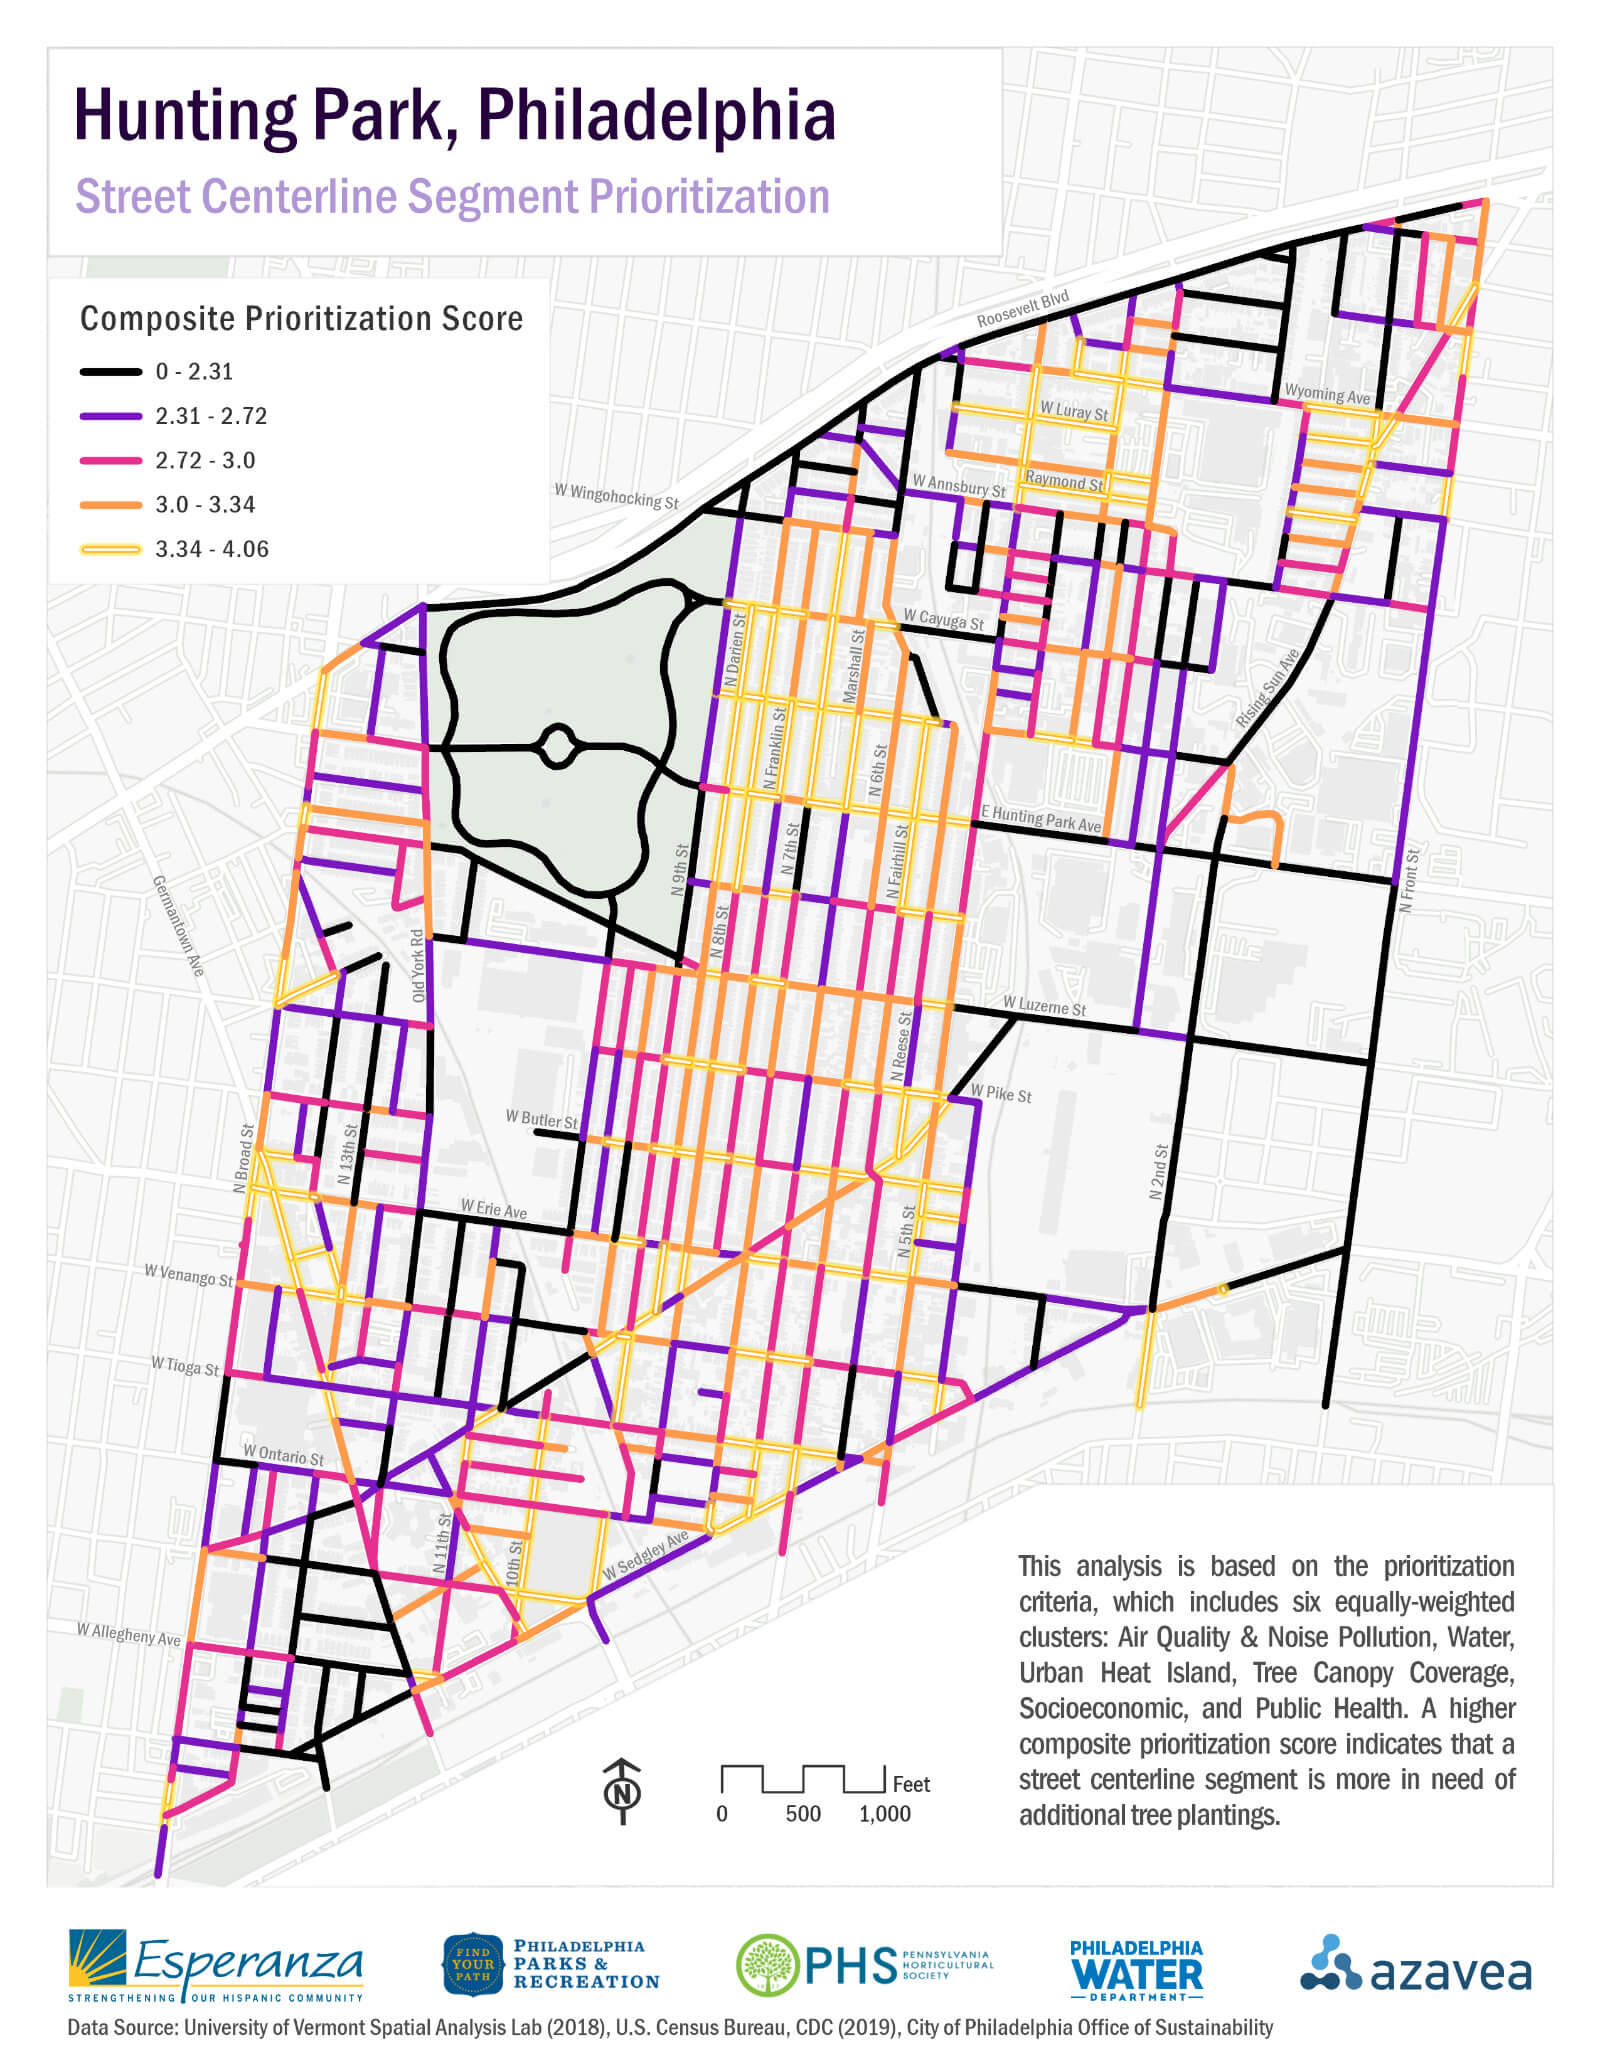 Hunting Park, Philadelphia
Street Centerline Segment Prioritization
Composite Prioritization Score
0 - 2.31
2.31 - 2.72
2.72 - 3.0
3.0 - 3.34
3.34 - 4.06
Roosevelt Blvd
Wyoming Ave
W Luray St
W Wingohocking St
W Annsbury St
Raymond St
W Cayuga St
N Darien St
Marshall St
Rising Sun Ave
N Franklin St
N 6th St
E Hunting Park Ave
N 7th St
N Fairhill St
N 9th St
N Front St
Germantown Ave
N 8th St
Old York Rd
W Luzerne St
N Reese St
W Pike St
W Butler St
N Broad St
N 13th St
N 2nd St
W Erie Ave
N 5th St
W Venango St
W Tioga St
W Ontario St
N 11th St
10th St
W Sedgley Ave
W Allegheny Ave
This analysis is based on the prioritization
criteria, which includes six equally-weighted
clusters: Air Quality & Noise Pollution, Water,
Urban Heat Island, Tree Canopy Coverage,
Socioeconomic, and Public Health. A higher
composite prioritization score indicates that a
street centerline segment is more in need of
additional tree plantings.
N
Feet
0 500 1,000
Esperanza
STRENGTHENING OUR HISPANIC COMMUNITY
FIND
YOUR
PATH
PHILADELPHIA
PARKS &
RECREATION
PHS
PENNSYLVANIA
HORTICULTURAL
SOCIETY
PHILADELPHIA
WATER
DEPARTMENT
azavea
Data Source: University of Vermont Spatial Analysis Lab (2018), U.S. Census Bureau, CDC (2019), City of Philadelphia Office of Sustainability